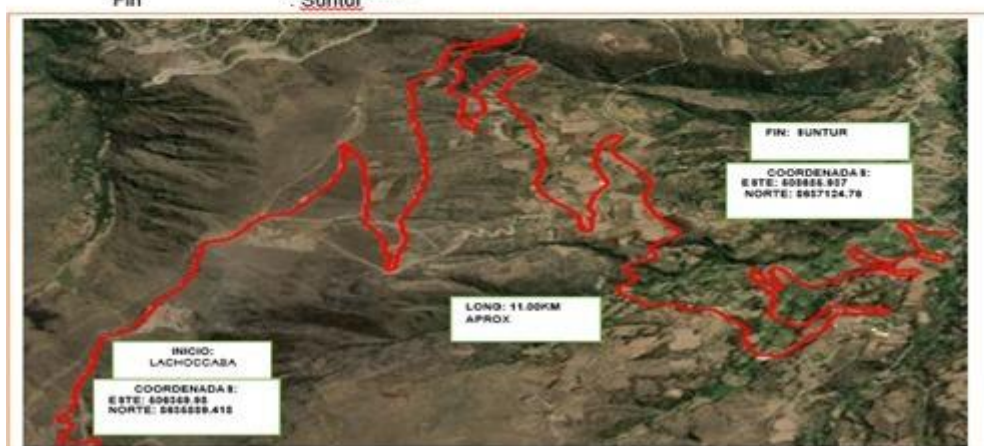 Fin : Suntur
FIN: SUNTUR
COORDENADAS:
ESTE:
NORTE:
LONG: 11.00KM
APROX
INICIO:
LACHOCCASA
COORDENADAS:
ESTE:
NORTE: